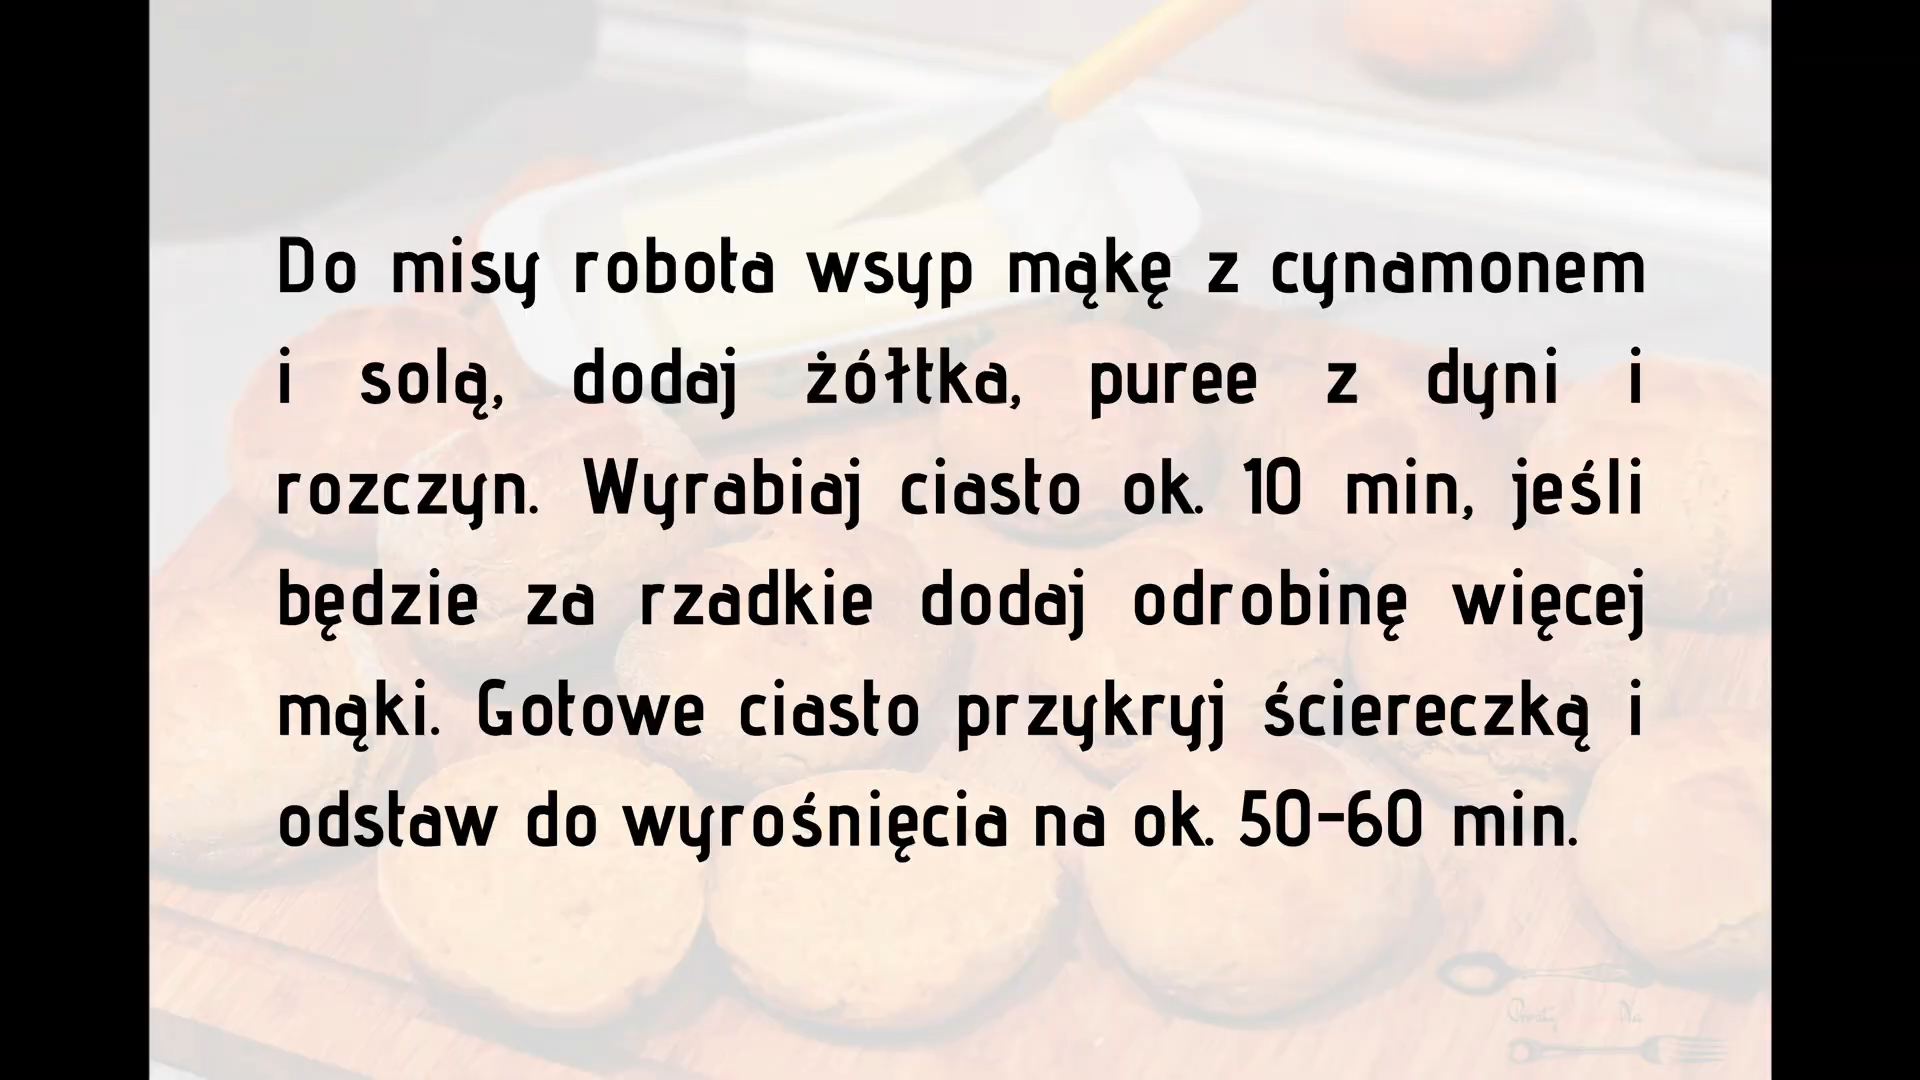 Do misy robota wsyp mąkę z cynamonem
i solą, dodaj żółtka, puree z dyni i
rozczyn. Wyrabiaj ciasto ok. 10 min, jeśli
będzie za rzadkie dodaj odrobinę więcej
mąki. Gotowe ciasto przykryj ściereczką i
odstaw do wyrośnięcia na ok. 50-60 min.